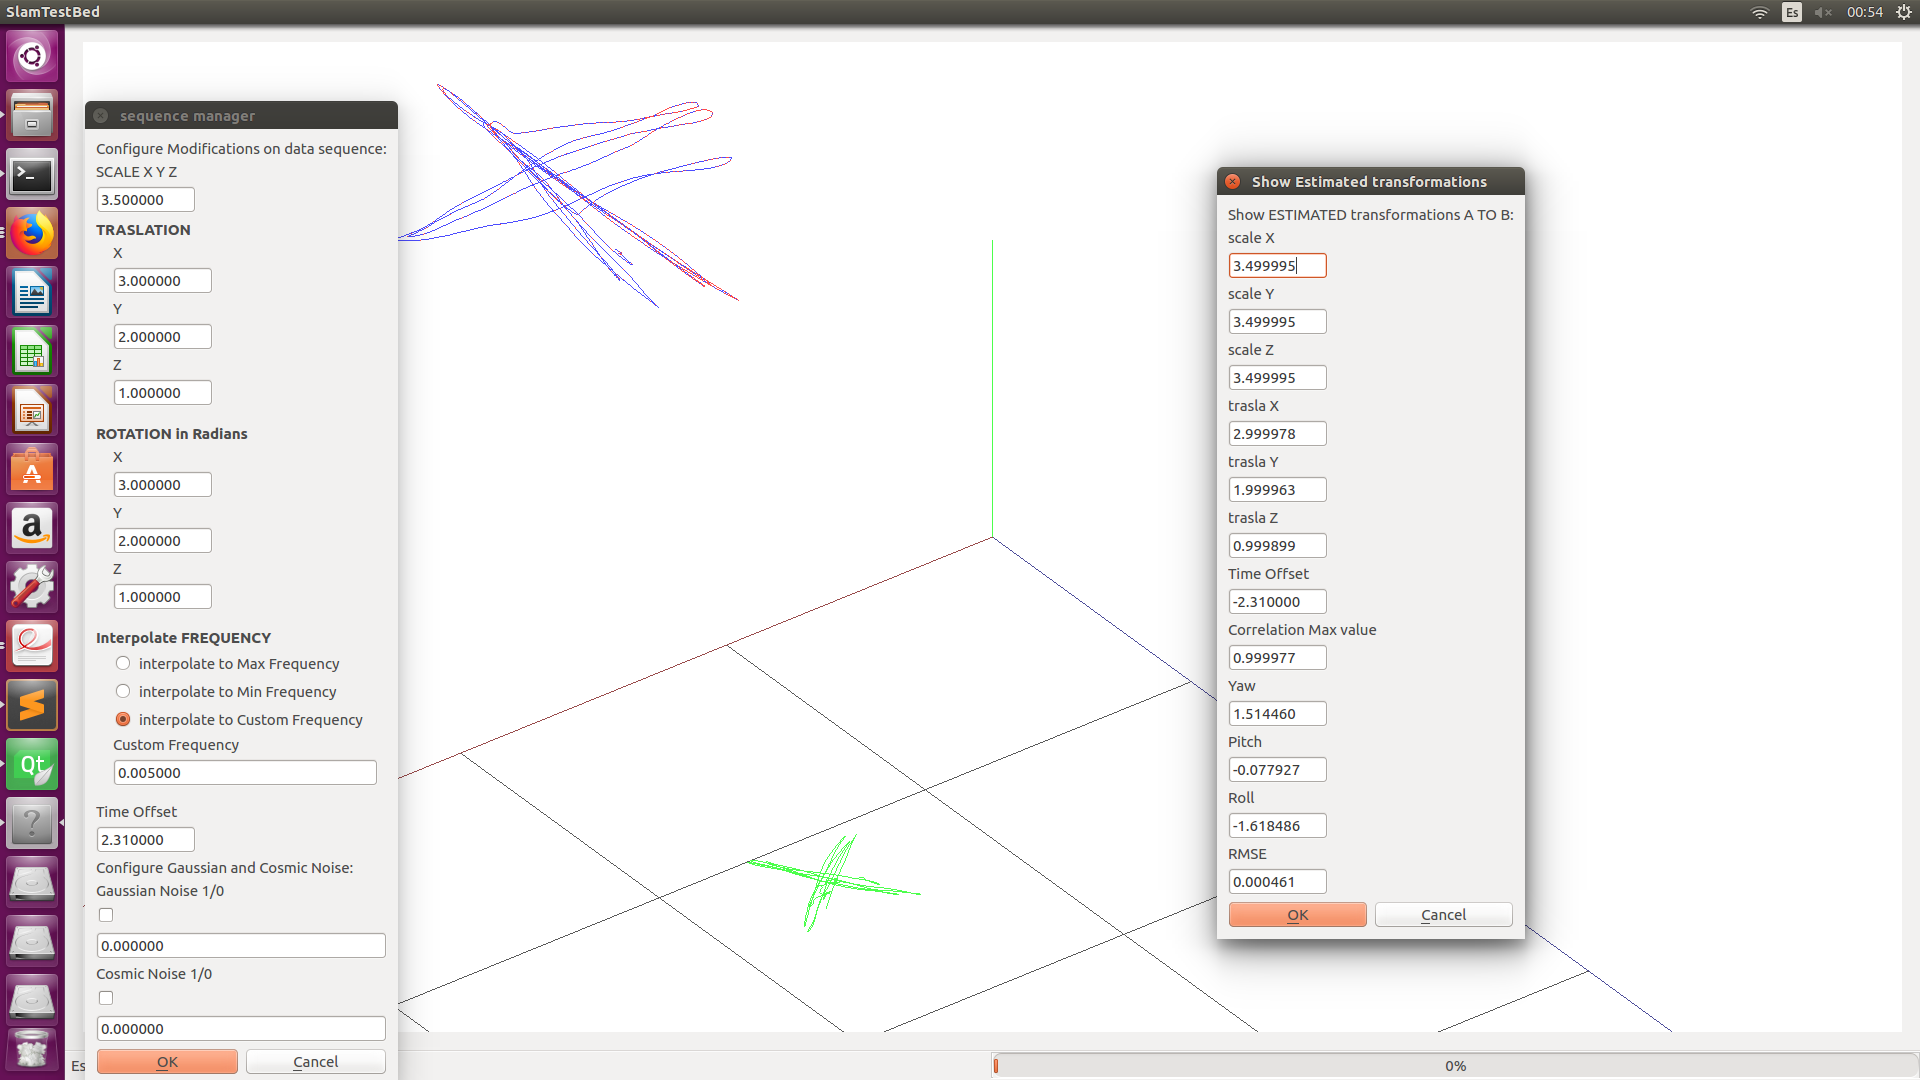 SlamTestBed
Es
00:54
sequence manager
Configure Modifications on data sequence:
SCALE X Y Z
3.500000
TRASLATION
X
3.000000
Y
2.000000
Z
1.000000
ROTATION in Radians
X
3.000000
Y
2.000000
Z
1.000000
Interpolate FREQUENCY
interpolate to Max Frequency
interpolate to Min Frequency
interpolate to Custom Frequency
Custom Frequency
0.005000
Time Offset
2.310000
Configure Gaussian and Cosmic Noise:
Gaussian Noise 1/0
0.000000
Cosmic Noise 1/0
0.000000
OK Cancel
Show Estimated transformations
Show ESTIMATED transformations A TO B:
scale X
3.499995
scale Y
3.499995
scale Z
3.499995
trasla X
2.999978
trasla Y
1.999963
trasla Z
0.999899
Time Offset
-2.310000
Correlation Max value
0.999977
Yaw
1.514460
Pitch
-0.077927
Roll
-1.618486
RMSE
0.000461
OK Cancel
Qt
Es
0%